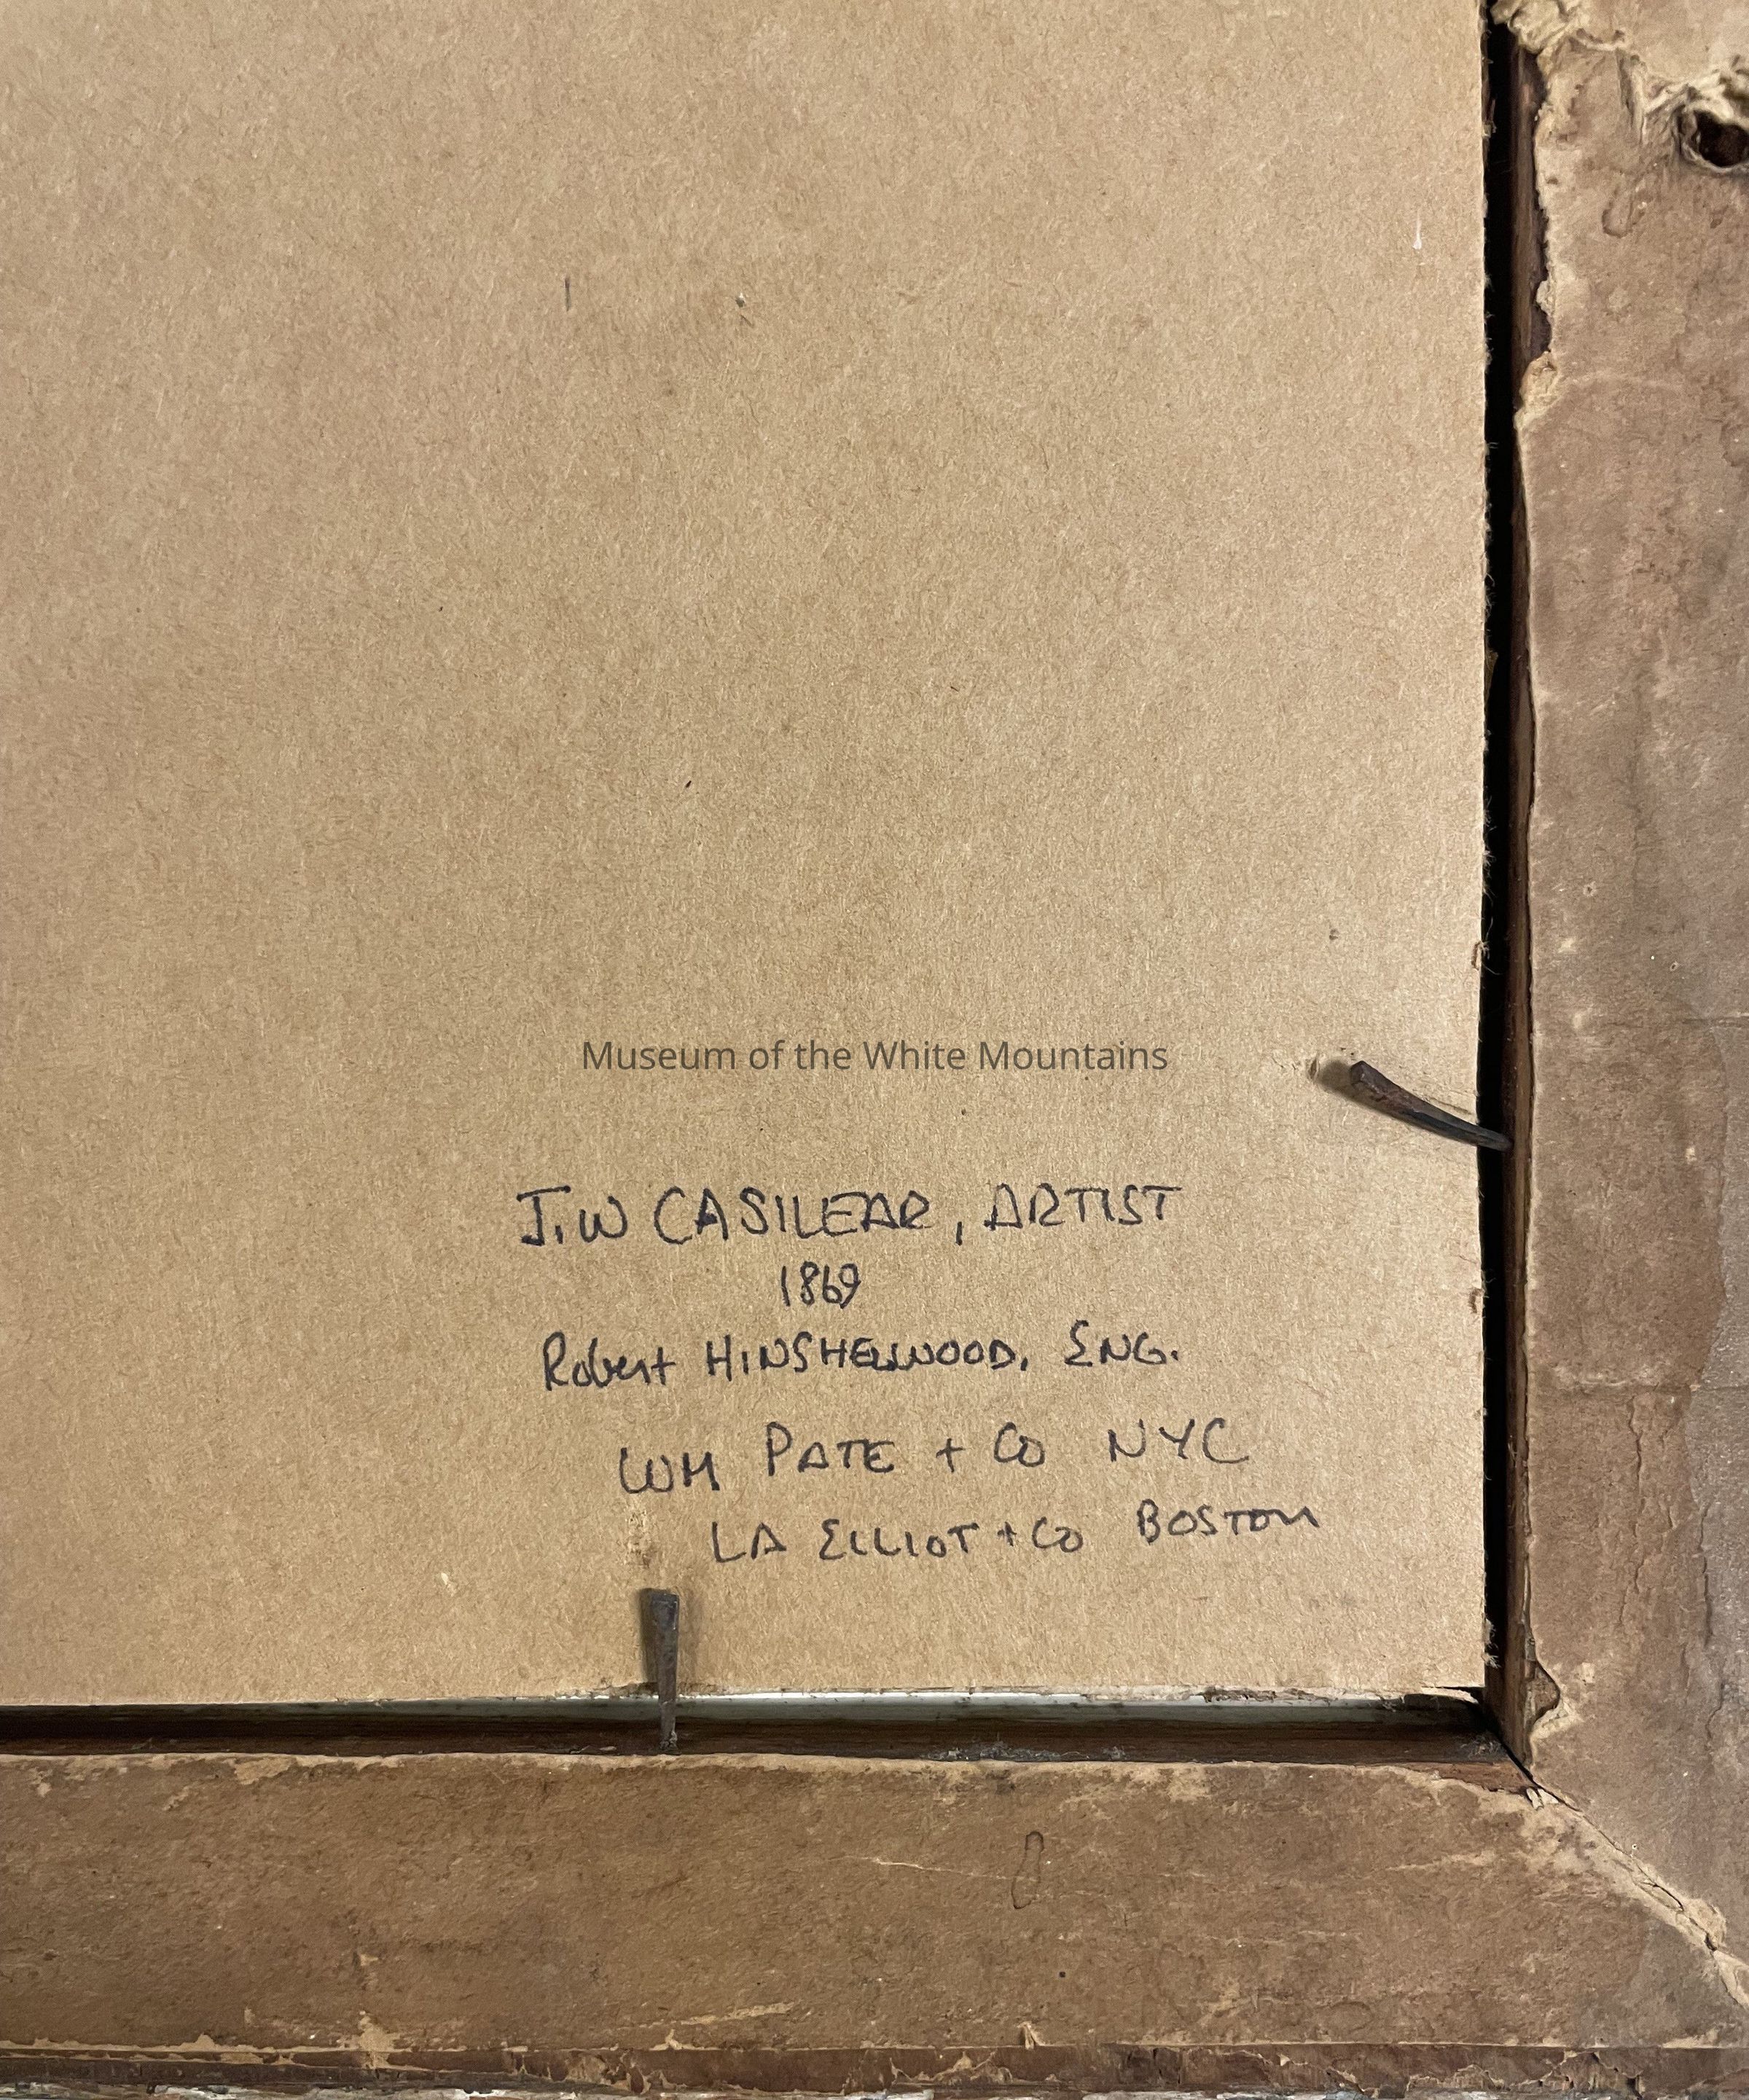 Museum of the White Mountains
J.W CASILEAR, ARTIST
1869
Robert HINSHELWOOD, ENG.
WM PATE + Co NYC
LA ELLIOT + Co BOSTON